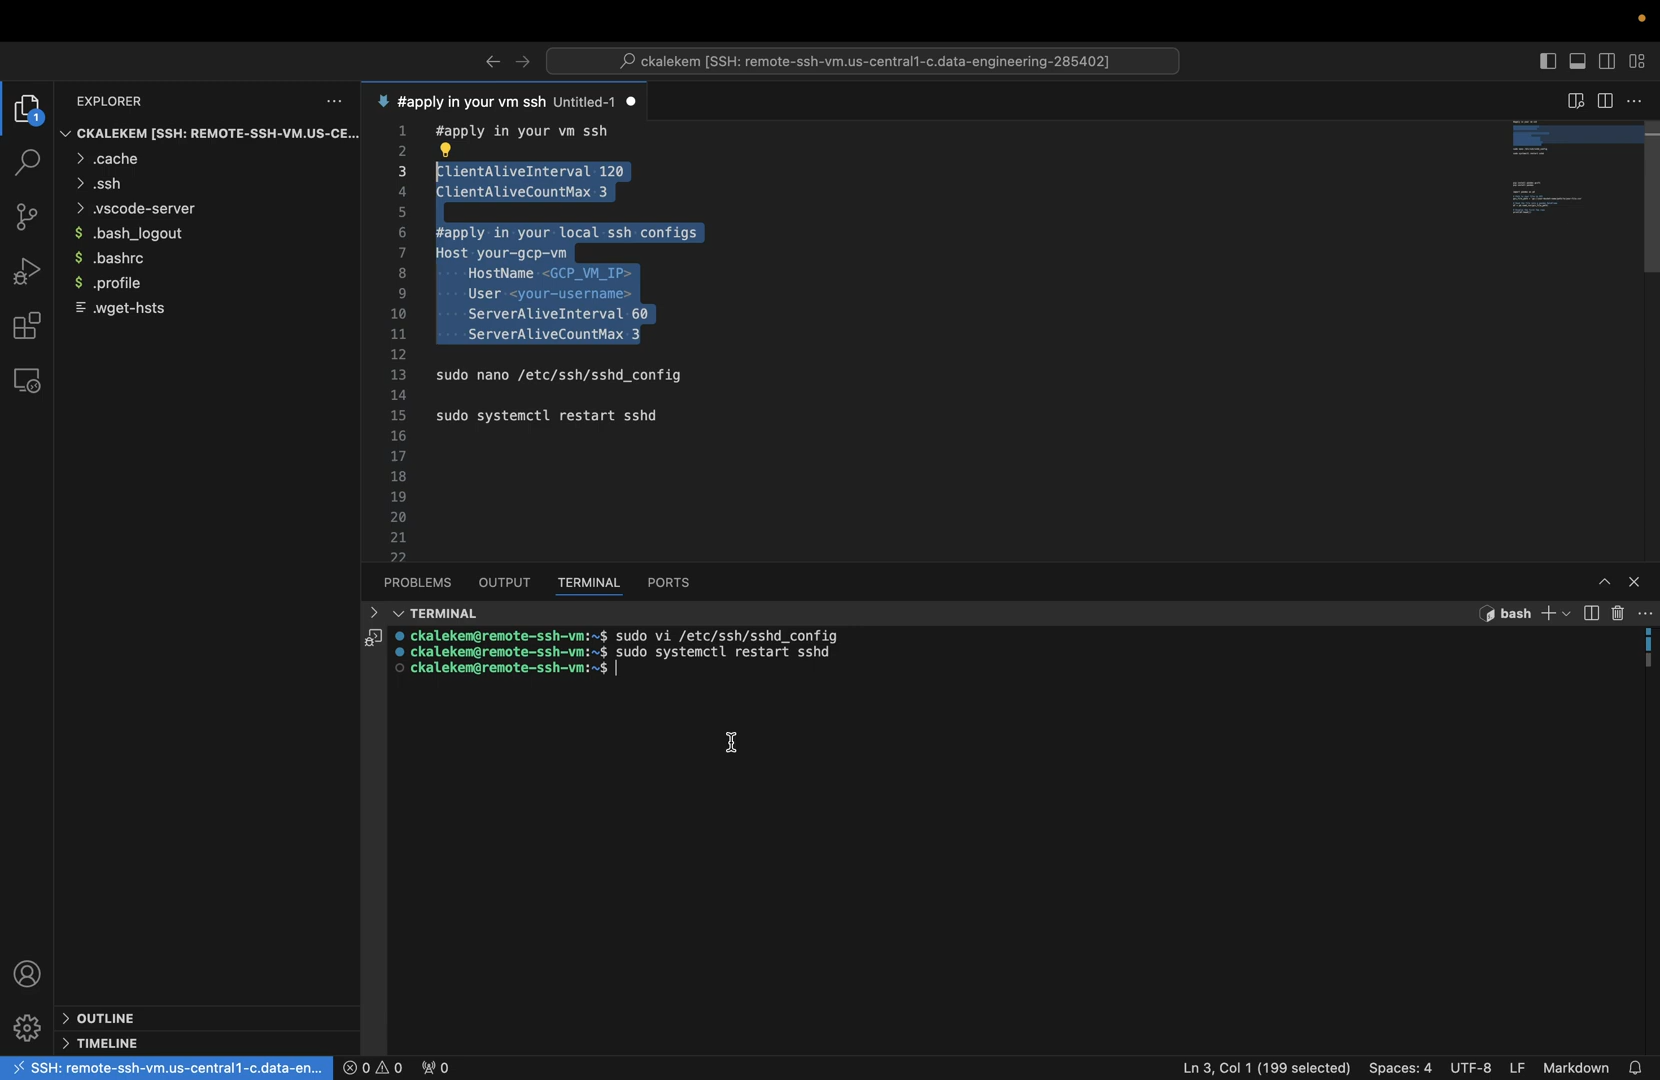 ckalekem [SSH: remote-ssh-vm.us-central1-c.data-engineering-285402]
EXPLORER
1
CKALEKEM [SSH: REMOTE-SSH-VM.US-CE...
.cache
.ssh
.vscode-server
$ .bash_logout
$ .bashrc
$ .profile
.wget-hsts
OUTLINE
TIMELINE
#apply in your vm ssh Untitled-1
1 #apply in your vm ssh
2
3 ClientAliveInterval 120
4 ClientAliveCountMax 3
5
6 #apply in your local ssh configs
7 Host your-gcp-vm
8 HostName <GCP_VM_IP>
9 User <your-username>
10 ServerAliveInterval 60
11 ServerAliveCountMax 3
12
13 sudo nano /etc/ssh/sshd_config
14
15 sudo systemctl restart sshd
16
17
18
19
20
21
22
PROBLEMS OUTPUT TERMINAL PORTS
TERMINAL bash
ckalekem@remote-ssh-vm:~$ sudo vi /etc/ssh/sshd_config
ckalekem@remote-ssh-vm:~$ sudo systemctl restart sshd
ckalekem@remote-ssh-vm:~$
SSH: remote-ssh-vm.us-central1-c.data-en... 0 0 0 Ln 3, Col 1 (199 selected) Spaces: 4 UTF-8 LF Markdown